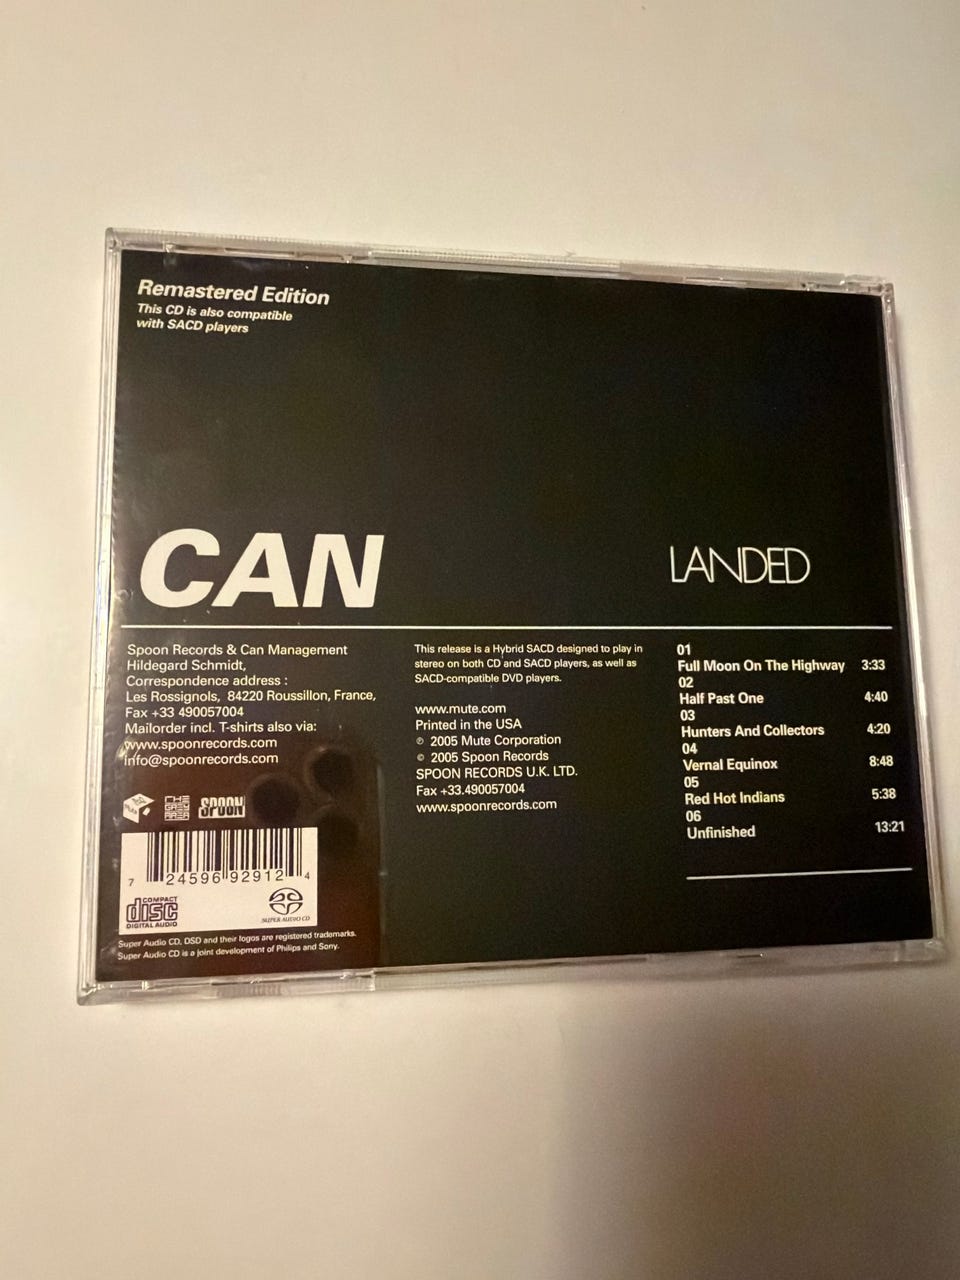 Remastered Edition
This CD is also compatible
with SACD players
CAN
LANDED
Spoon Records & Can Management
Hildegard Schmidt,
Correspondence address :
Les Rossignols, 84220 Roussillon, France,
Fax +33 490057004
Mailorder incl. T-shirts also via:
www.spoonrecords.com
info@spoonrecords.com
THE
GREY
AREA
SPOON
7 24596 92912 4
COMPACT
disc
DIGITAL AUDIO
SUPER AUDIO CD
Super Audio CD, DSD and their logos are registered trademarks.
Super Audio CD is a joint development of Philips and Sony.
This release is a Hybrid SACD designed to play in
stereo on both CD and SACD players, as well as
SACD-compatible DVD players.
www.mute.com
Printed in the USA
℗ 2005 Mute Corporation
© 2005 Spoon Records
SPOON RECORDS U.K. LTD.
Fax +33.490057004
www.spoonrecords.com
01
Full Moon On The Highway 3:33
02
Half Past One 4:40
03
Hunters And Collectors 4:20
04
Vernal Equinox 8:48
05
Red Hot Indians 5:38
06
Unfinished 13:21